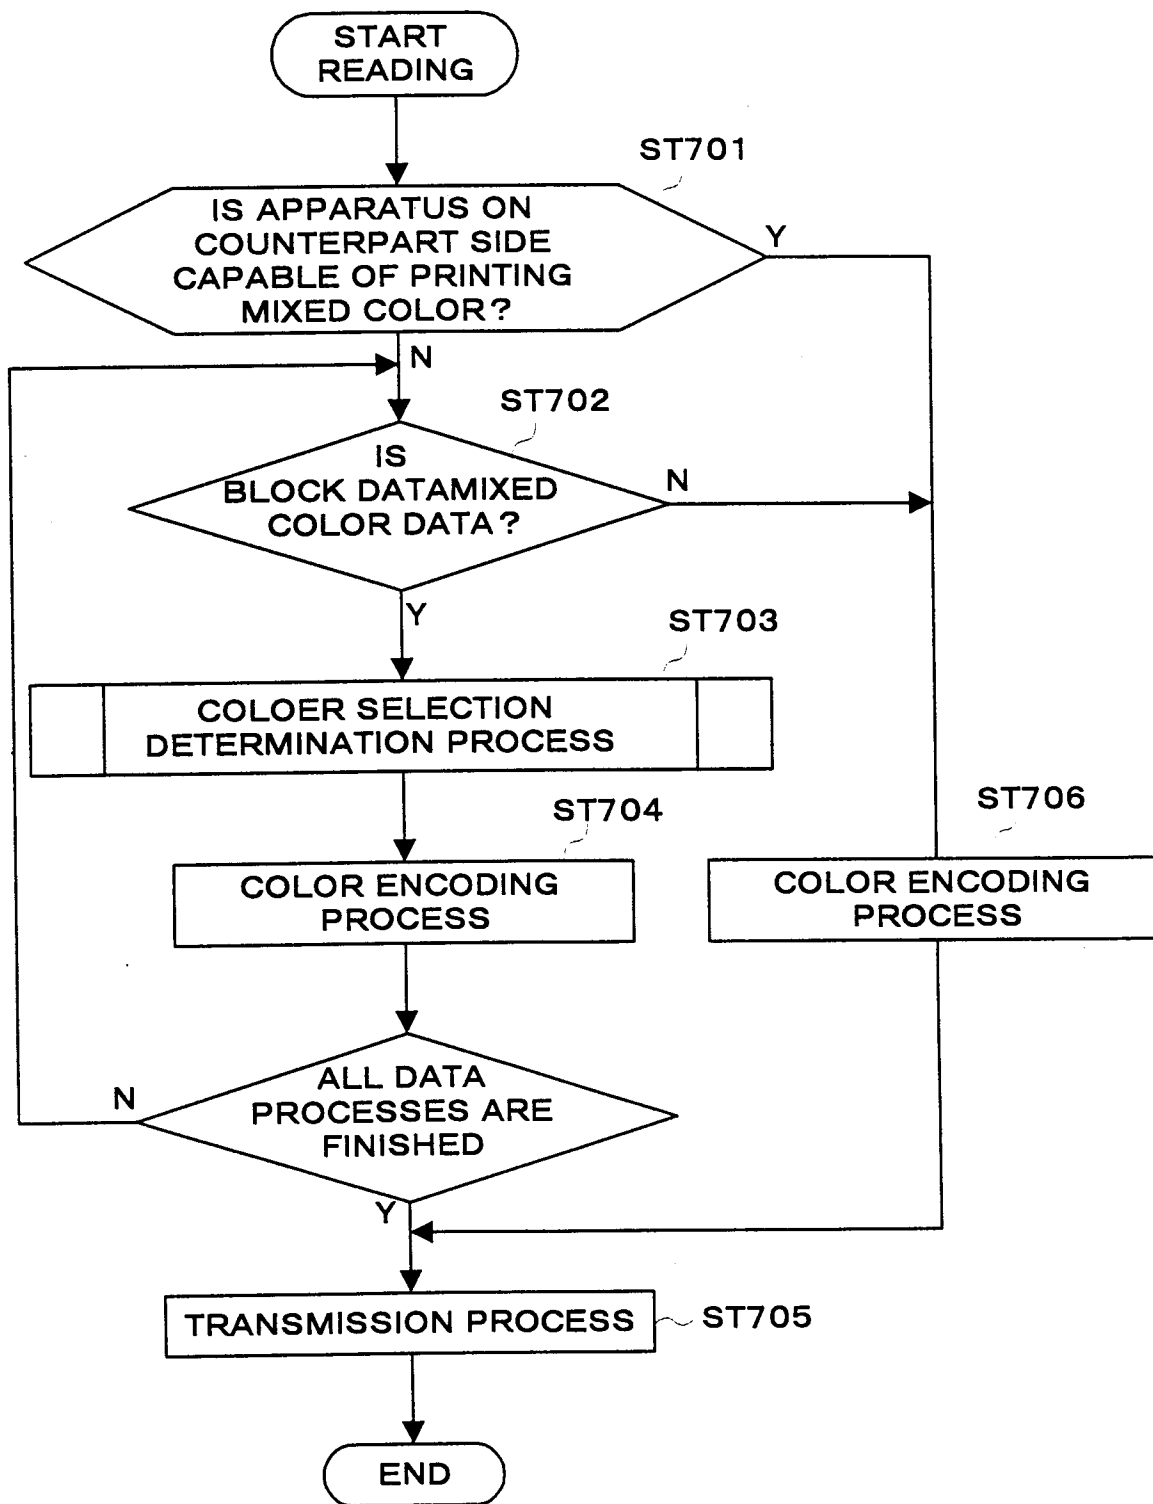 START
READING
ST701
IS APPARATUS ON
COUNTERPART SIDE
CAPABLE OF PRINTING
MIXED COLOR?
Y
N
ST702
IS
BLOCK DATAMIXED
COLOR DATA?
N
Y
ST703
COLOER SELECTION
DETERMINATION PROCESS
ST704
COLOR ENCODING
PROCESS
ST706
COLOR ENCODING
PROCESS
ALL DATA
PROCESSES ARE
FINISHED
N
Y
TRANSMISSION PROCESS
ST705
END